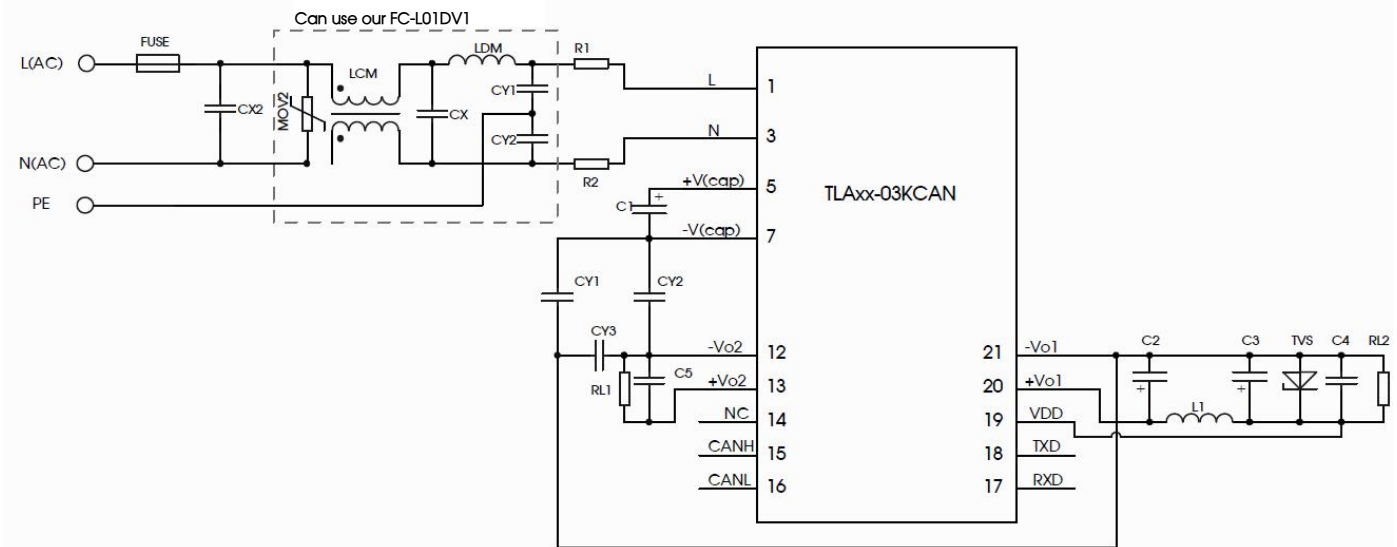 Can use our FC-L01DV1
FUSE
LDM
R1
L(AC)
LCM
L
1
CX2
MOV2
CX
CY1
N
3
CY2
N(AC)
R2
+V(cap)
5
TLAxx-03KCAN
PE
C1
+
-V(cap)
7
CY1
CY2
CY3
-Vo2
12
21
-Vo1
C2
C3
TVS
C4
RL2
RL1
C5
+Vo2
13
20
+Vo1
+
+
L1
NC
14
19
VDD
CANH
15
18
TXD
CANL
16
17
RXD